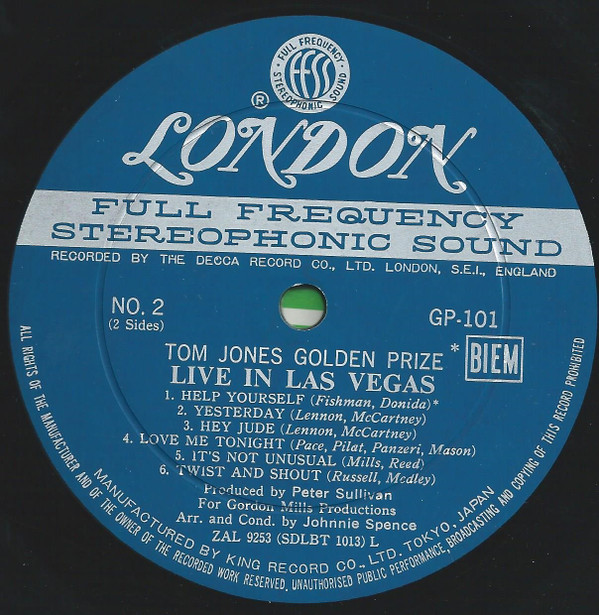 FULL FREQUENCY
ffss
STEREOPHONIC SOUND
® LONDON
FULL FREQUENCY
STEREOPHONIC SOUND
RECORDED BY THE DECCA RECORD CO., LTD. LONDON, S.E.I., ENGLAND
NO. 2
(2 Sides)
GP-101
TOM JONES GOLDEN PRIZE * BIEM
LIVE IN LAS VEGAS
1. HELP YOURSELF (Fishman, Donida)*
2. YESTERDAY (Lennon, McCartney)
3. HEY JUDE (Lennon, McCartney)
4. LOVE ME TONIGHT (Pace, Pilat, Panzeri, Mason)
5. IT'S NOT UNUSUAL (Mills, Reed)
6. TWIST AND SHOUT (Russell, Medley)
Produced by Peter Sullivan
For Gordon Mills Productions
Arr. and Cond. by Johnnie Spence
ZAL 9253 (SDLBT 1013) L
MANUFACTURED BY KING RECORD CO., LTD. TOKYO, JAPAN
ALL RIGHTS OF THE MANUFACTURER AND OF THE OWNER OF THE RECORDED WORK RESERVED. UNAUTHORISED PUBLIC PERFORMANCE, BROADCASTING AND COPYING OF THIS RECORD PROHIBITED